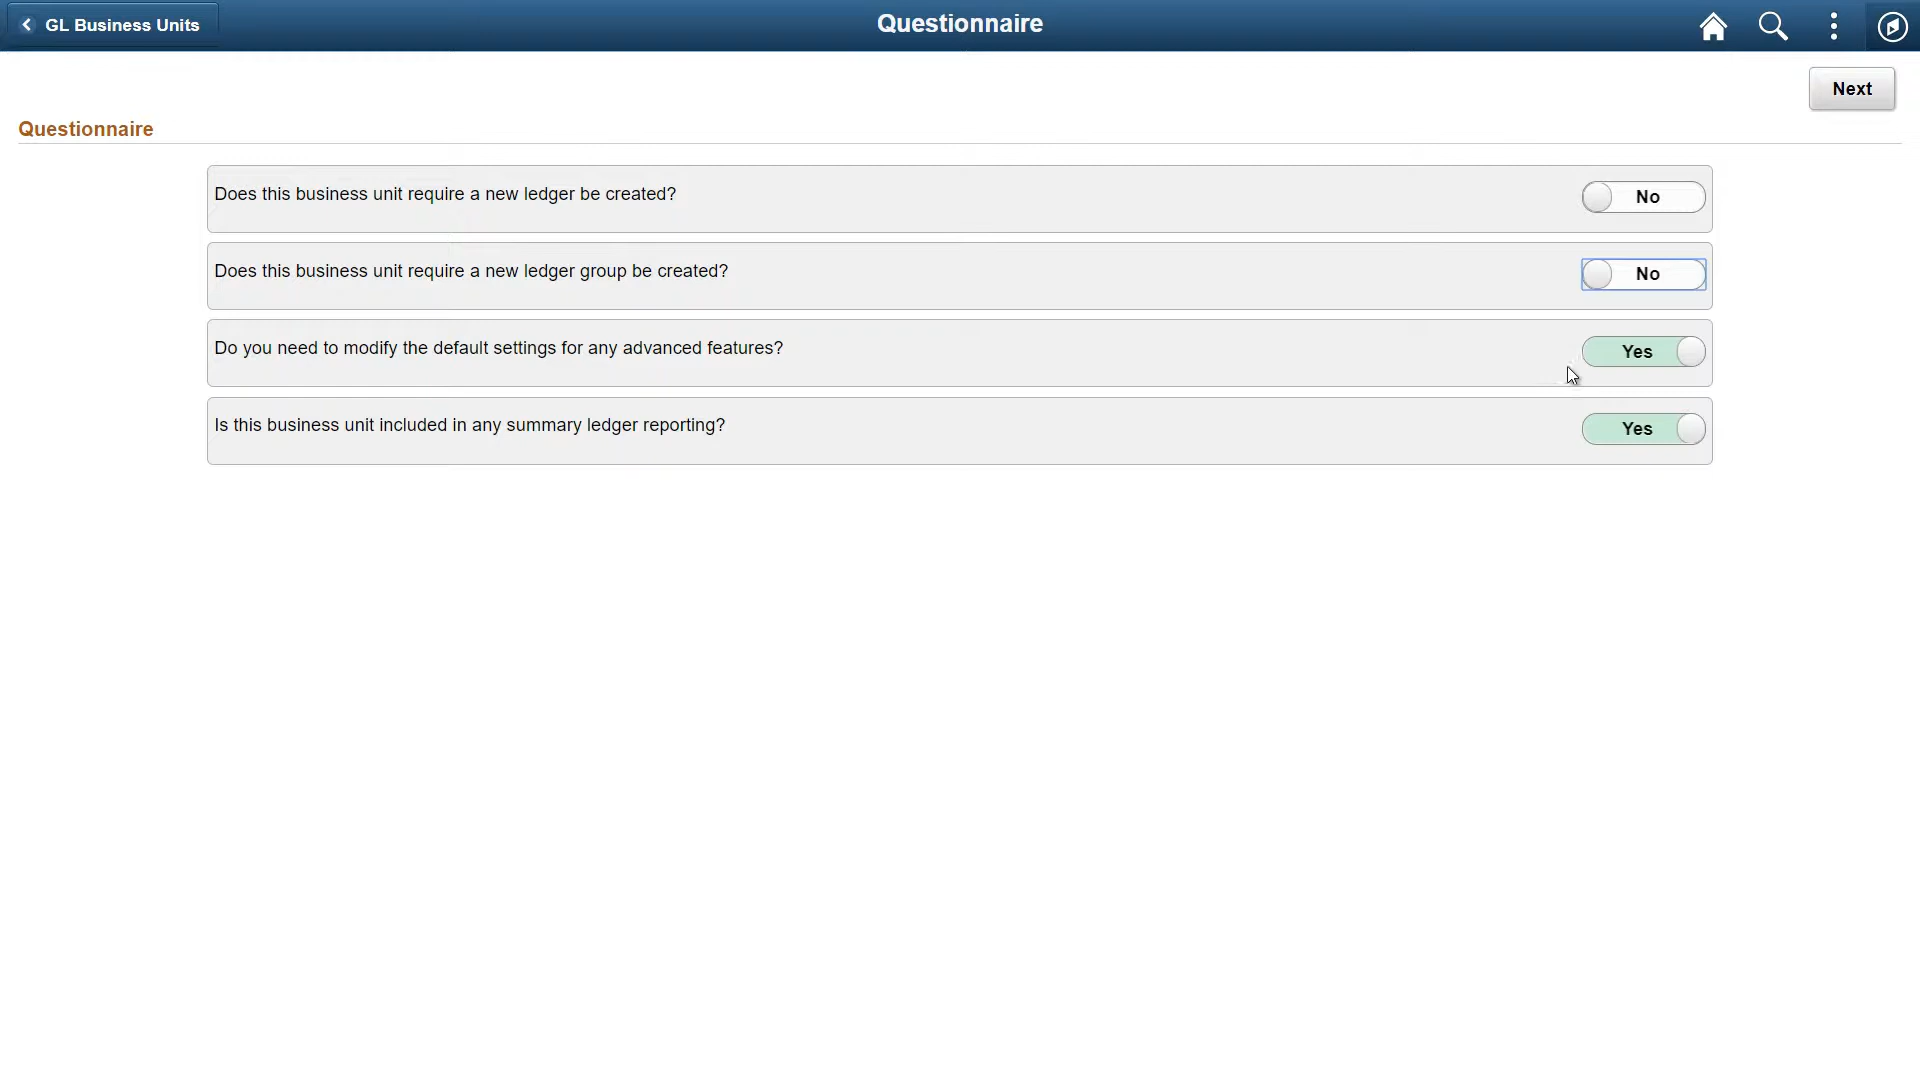 GL Business Units
Questionnaire
Next
Questionnaire
Does this business unit require a new ledger be created?
No
Does this business unit require a new ledger group be created?
No
Do you need to modify the default settings for any advanced features?
Yes
Is this business unit included in any summary ledger reporting?
Yes